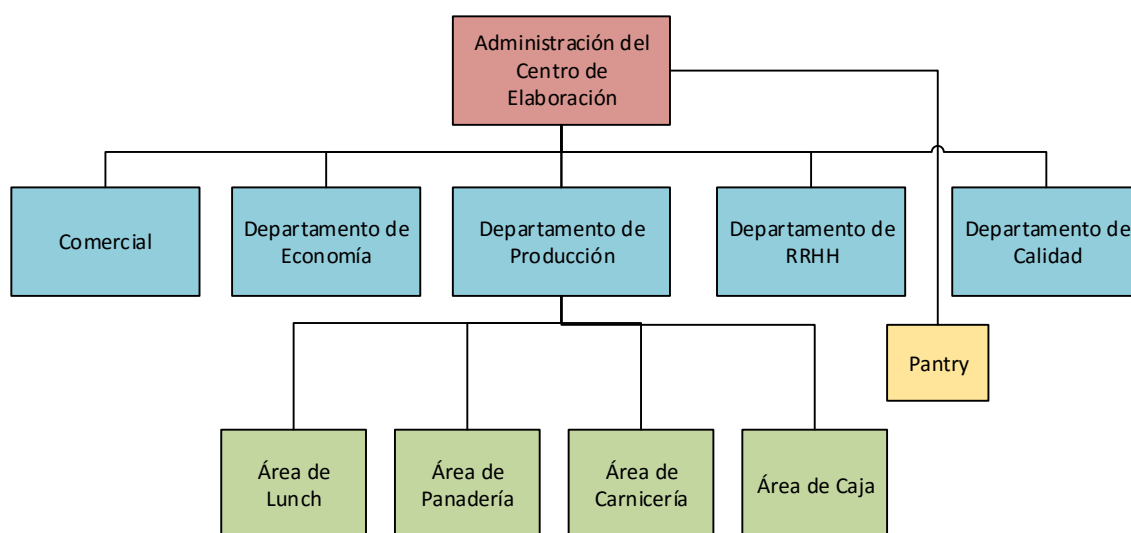 Administración del
Centro de
Elaboración
Comercial
Departamento de
Economía
Departamento de
Producción
Departamento de
RRHH
Departamento de
Calidad
Pantry
Área de
Lunch
Área de
Panadería
Área de
Carnicería
Área de Caja